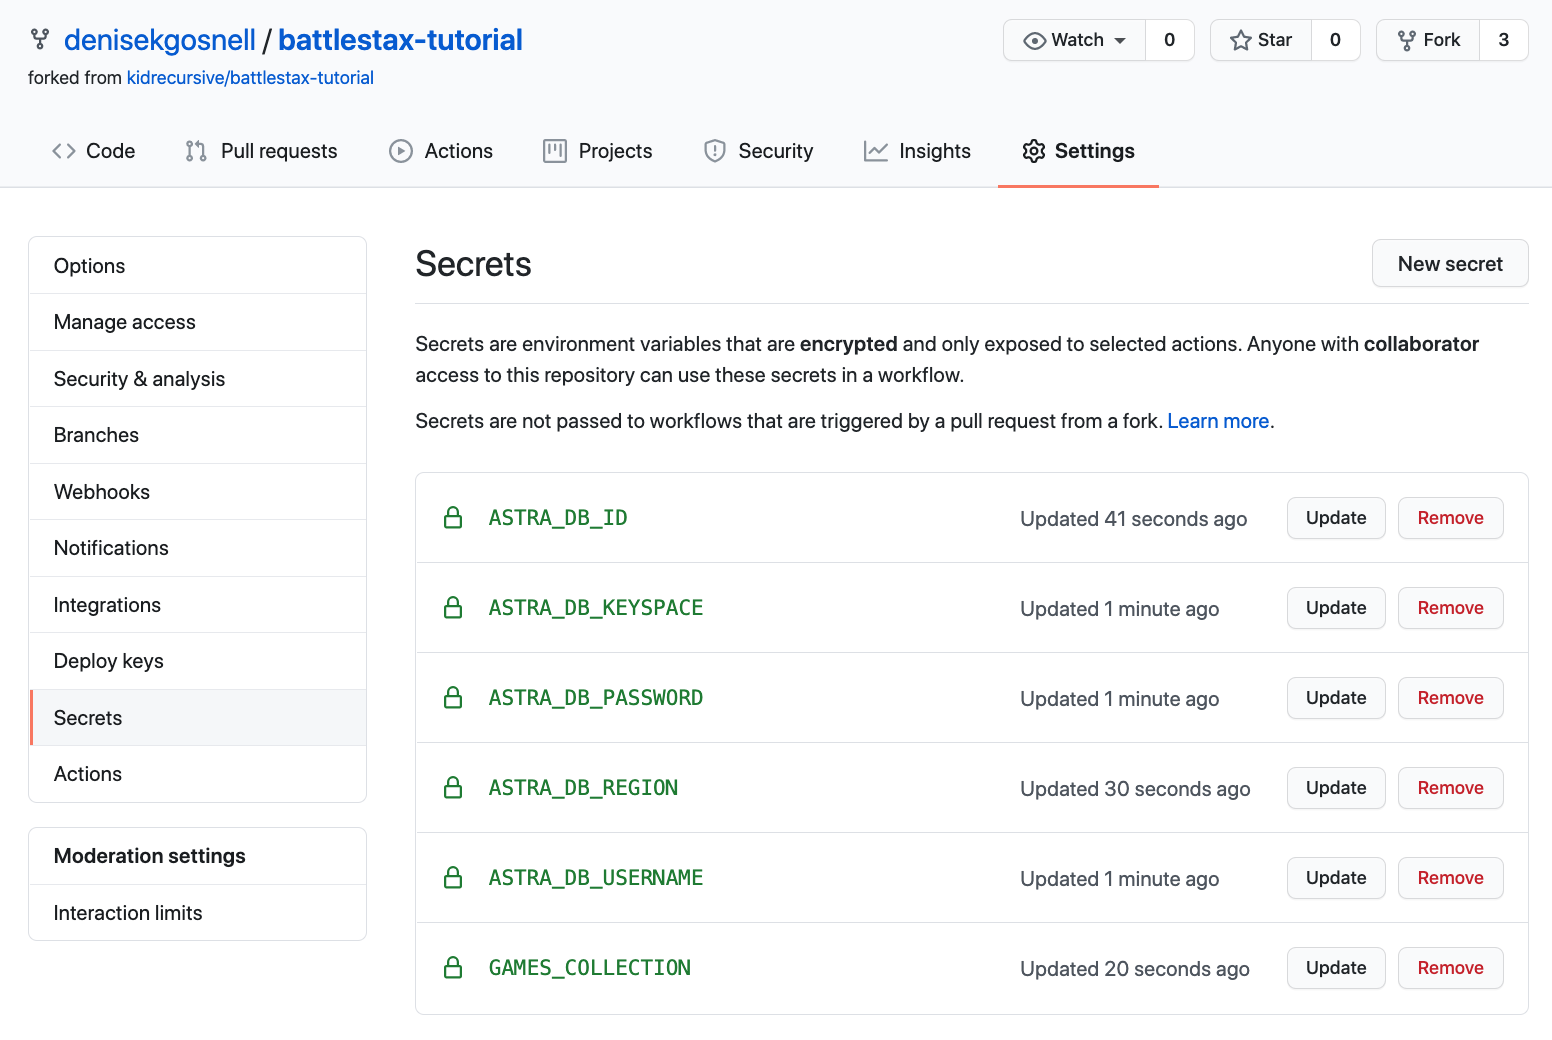 denisekgosnell / battlestax-tutorial
Watch 0 Star 0 Fork 3
forked from kidrecursive/battlestax-tutorial
Code Pull requests Actions Projects Security Insights Settings
Options
Manage access
Security & analysis
Branches
Webhooks
Notifications
Integrations
Deploy keys
Secrets
Actions
Moderation settings
Interaction limits
Secrets
New secret
Secrets are environment variables that are encrypted and only exposed to selected actions. Anyone with collaborator
access to this repository can use these secrets in a workflow.
Secrets are not passed to workflows that are triggered by a pull request from a fork. Learn more.
ASTRA_DB_ID Updated 41 seconds ago Update Remove
ASTRA_DB_KEYSPACE Updated 1 minute ago Update Remove
ASTRA_DB_PASSWORD Updated 1 minute ago Update Remove
ASTRA_DB_REGION Updated 30 seconds ago Update Remove
ASTRA_DB_USERNAME Updated 1 minute ago Update Remove
GAMES_COLLECTION Updated 20 seconds ago Update Remove